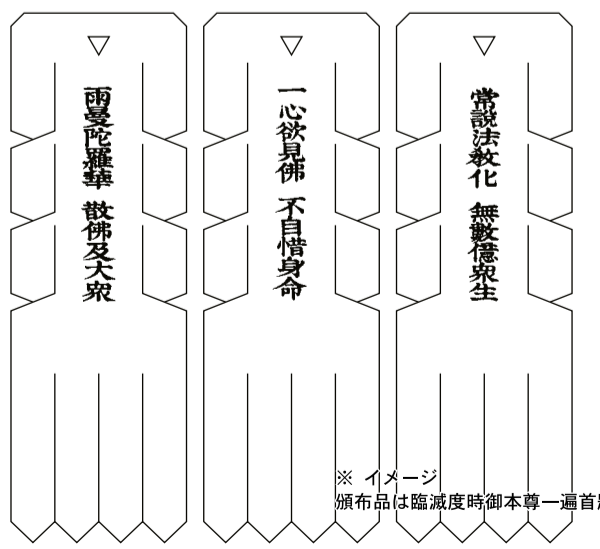 常説法教化 無數億衆生
一心欲見佛 不自惜身命
雨曼陀羅華 散佛及大衆
※ イメージ
頒布品は臨滅度時御本尊一遍首